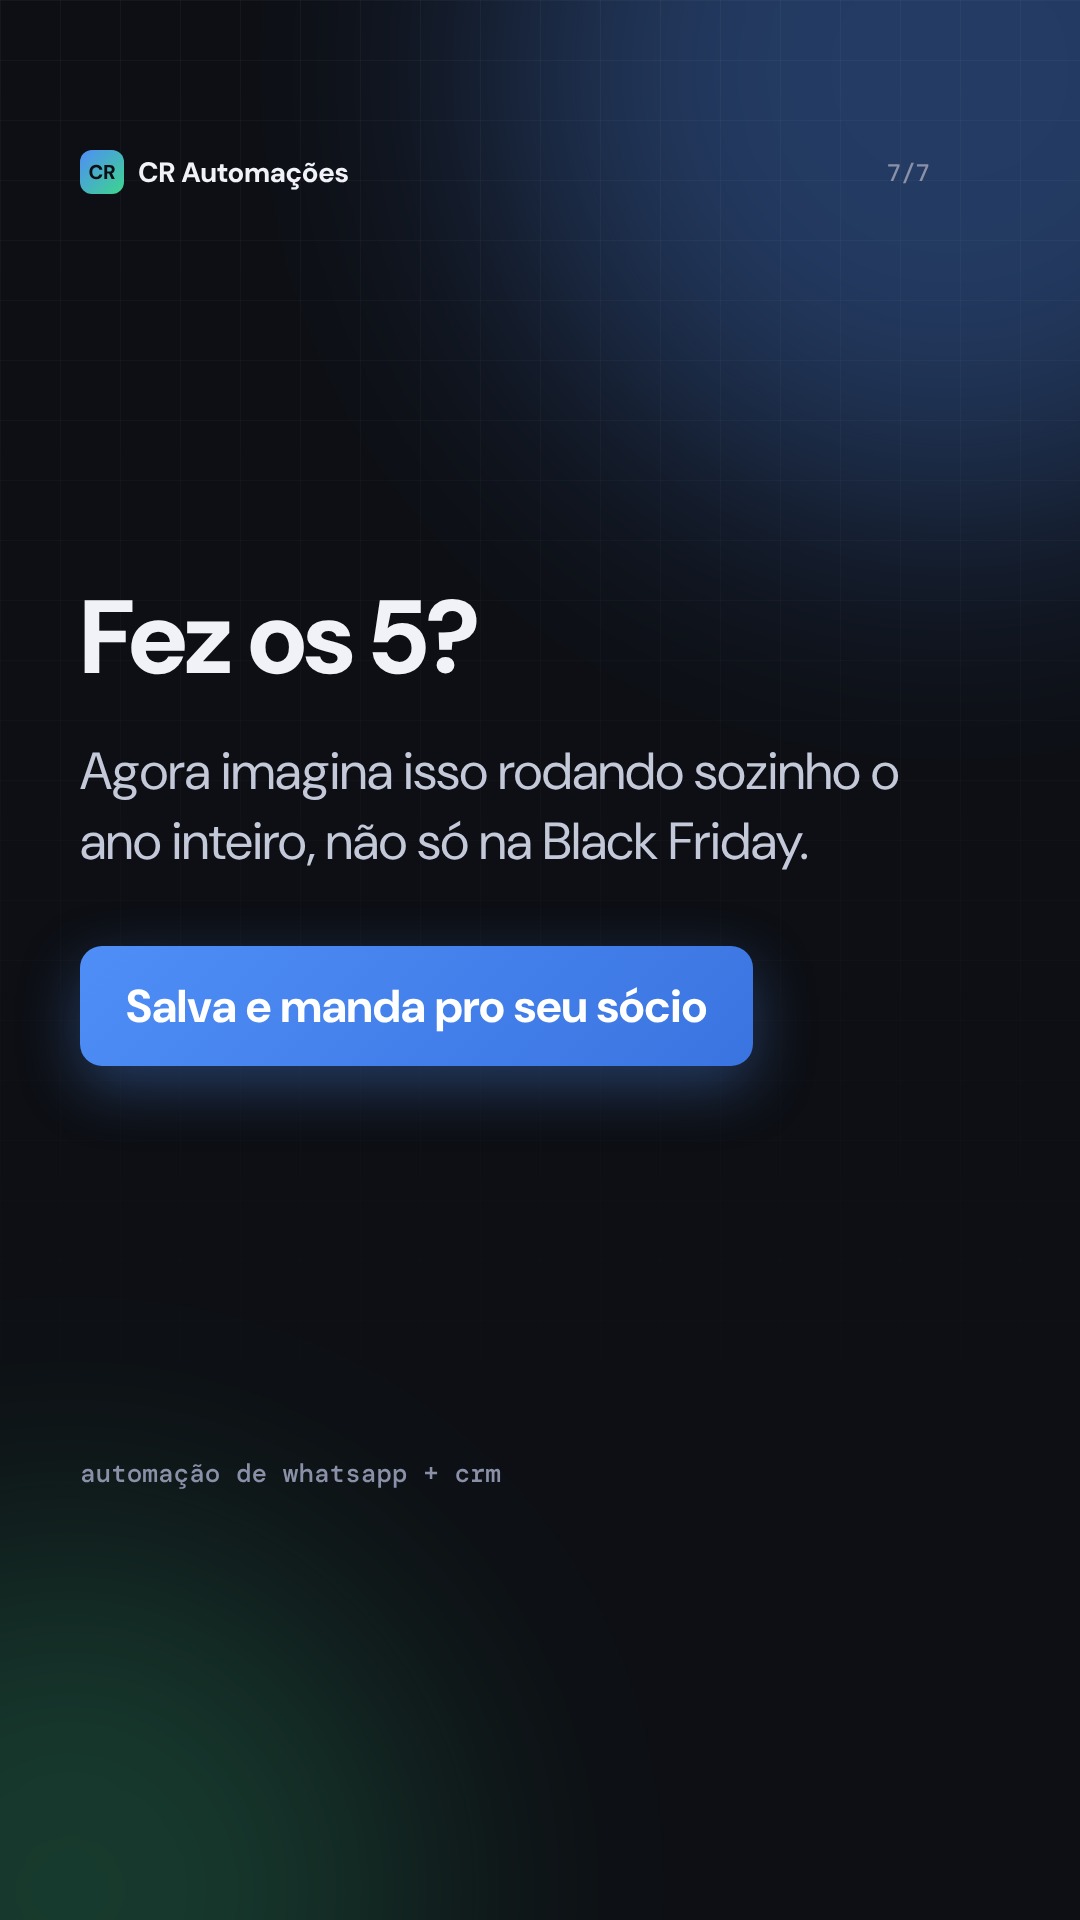 CR CR Automações 7/7
Fez os 5?
Agora imagina isso rodando sozinho o
ano inteiro, não só na Black Friday.
Salva e manda pro seu sócio
automação de whatsapp + crm